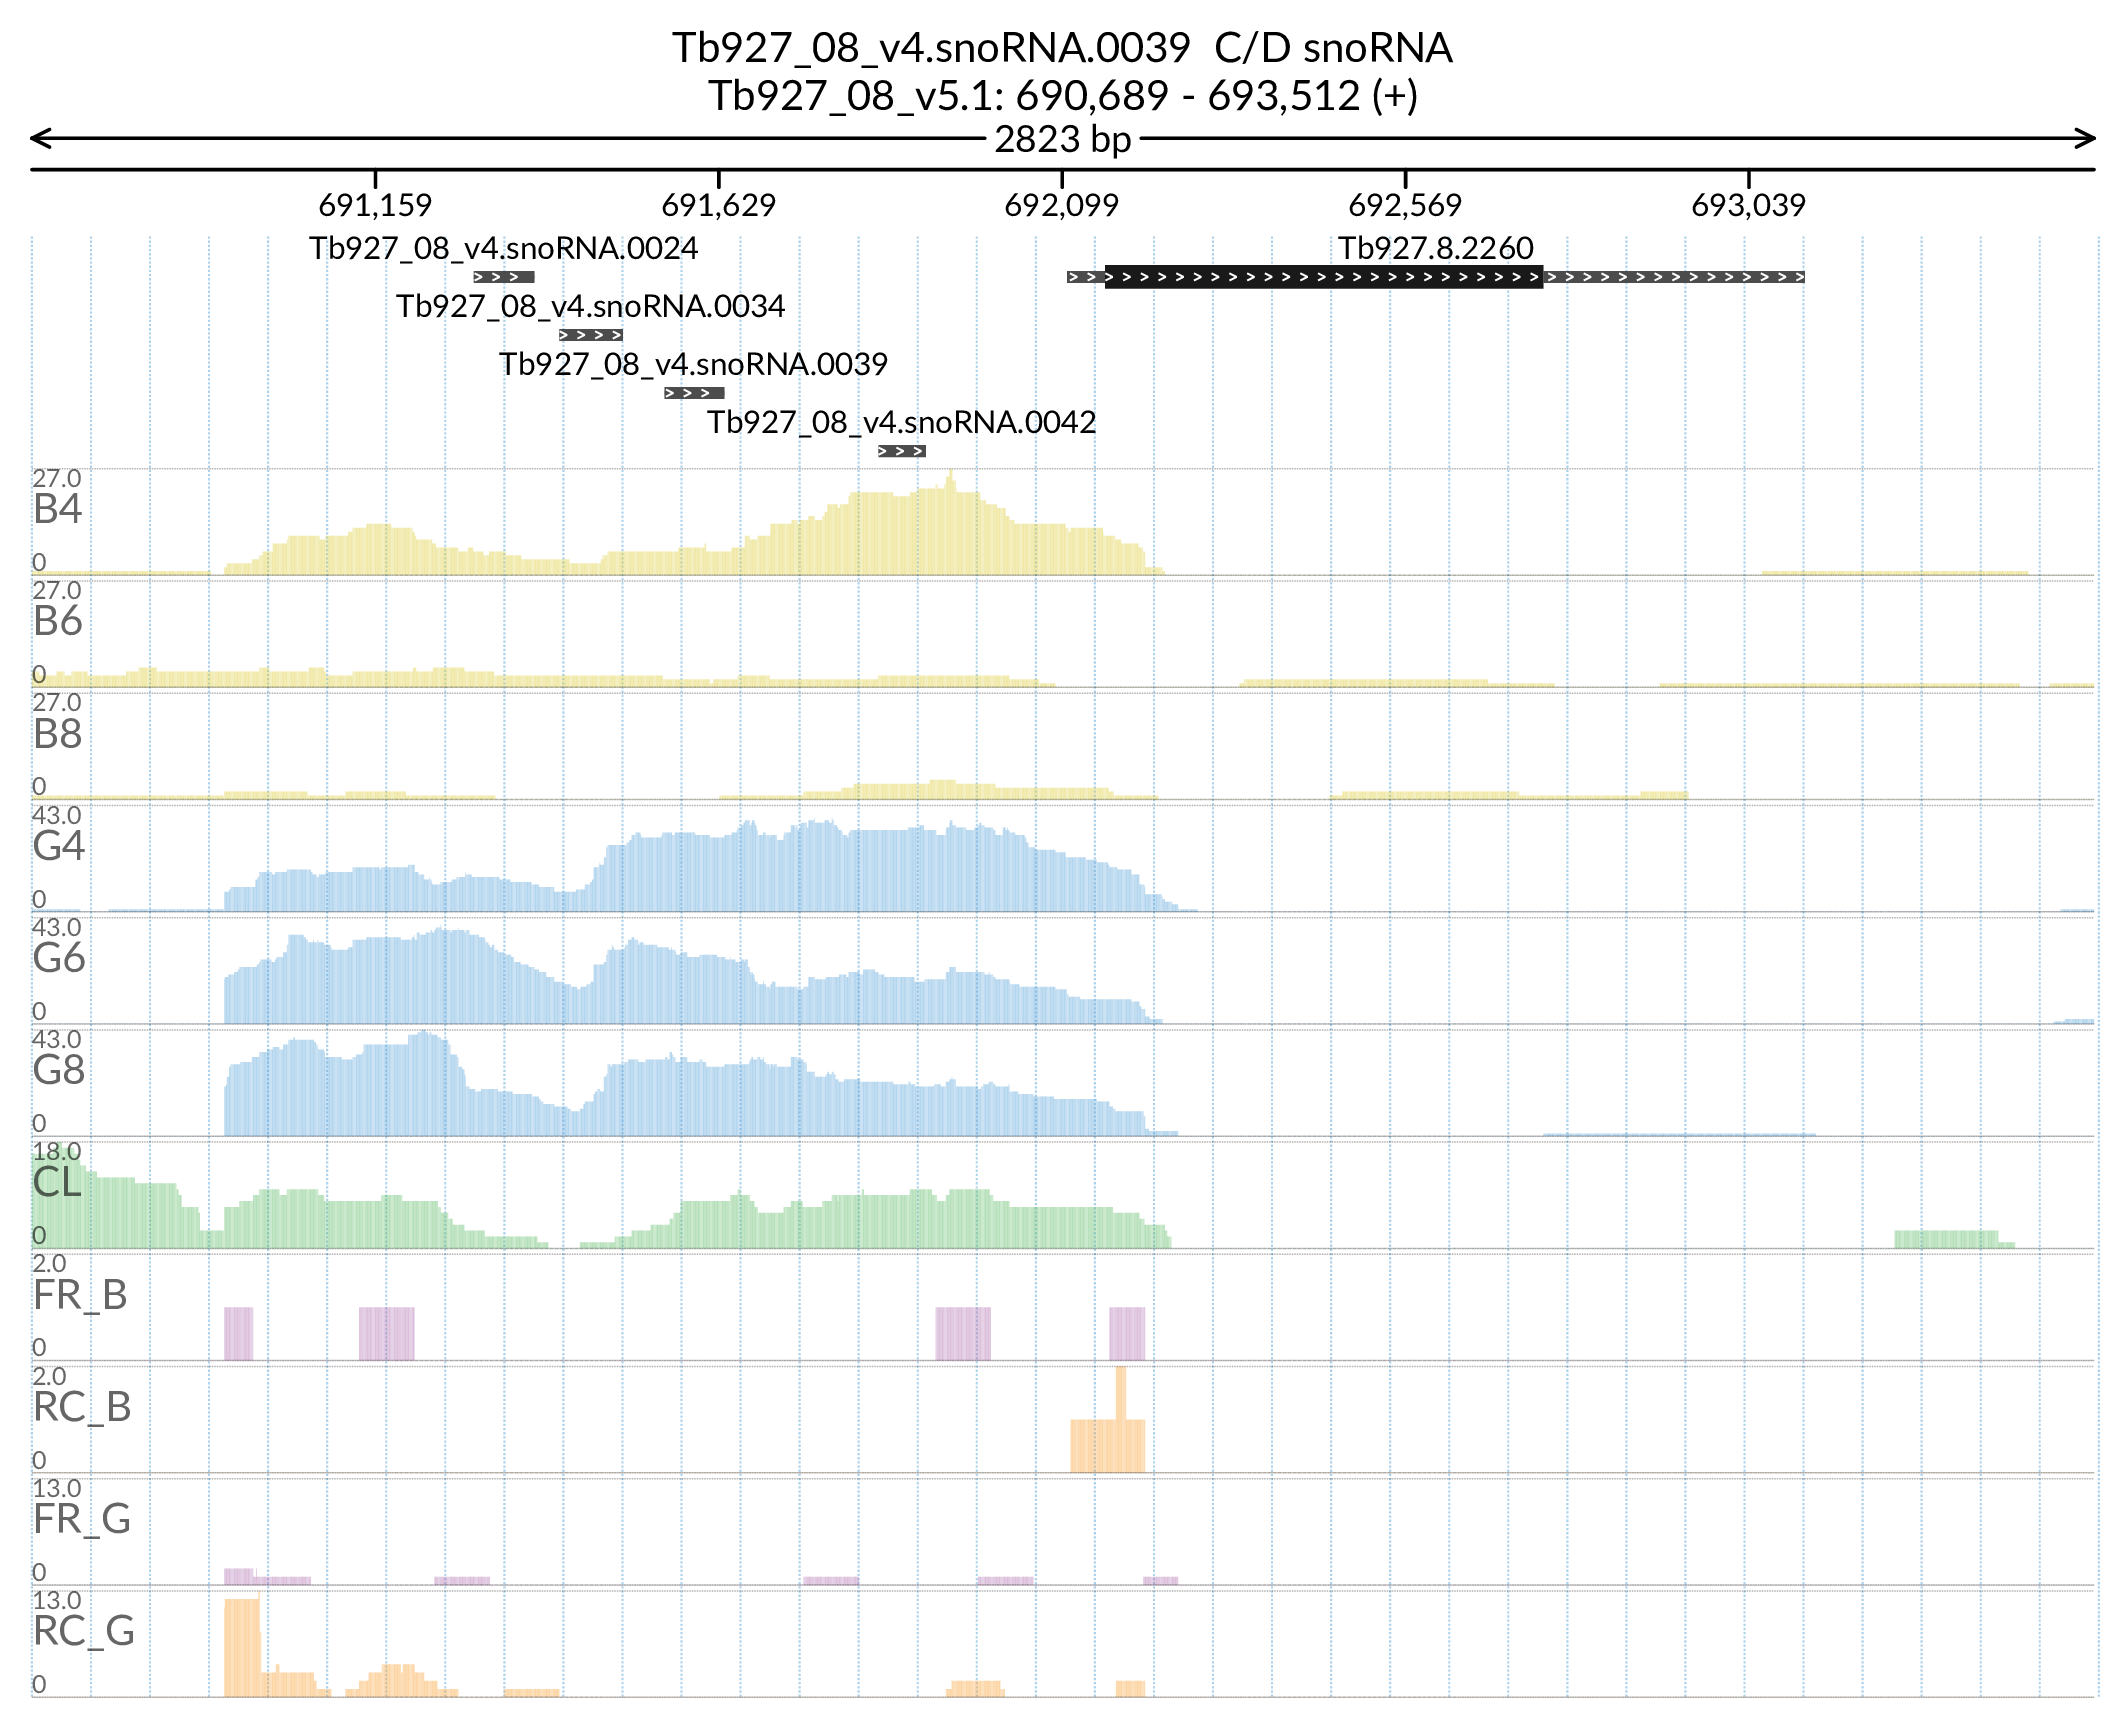 Tb927_08_v4.snoRNA.0039  C/D snoRNA
Tb927_08_v5.1: 690,689 - 693,512 (+)
2823 bp
691,159 691,629 692,099 692,569 693,039
Tb927_08_v4.snoRNA.0024 Tb927.8.2260
Tb927_08_v4.snoRNA.0034
Tb927_08_v4.snoRNA.0039
Tb927_08_v4.snoRNA.0042
27.0
B4
0
27.0
B6
0
27.0
B8
0
43.0
G4
0
43.0
G6
0
43.0
G8
0
18.0
CL
0
2.0
FR_B
0
2.0
RC_B
0
13.0
FR_G
0
13.0
RC_G
0